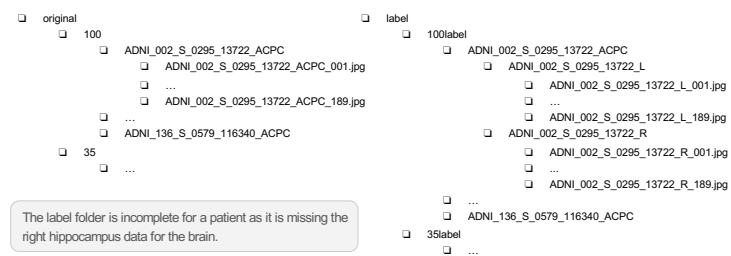 original
100
ADNI_002_S_0295_13722_ACPC
ADNI_002_S_0295_13722_ACPC_001.jpg
...
ADNI_002_S_0295_13722_ACPC_189.jpg
...
ADNI_136_S_0579_116340_ACPC
35
...
The label folder is incomplete for a patient as it is missing the
right hippocampus data for the brain.
label
100label
ADNI_002_S_0295_13722_ACPC
ADNI_002_S_0295_13722_L
ADNI_002_S_0295_13722_L_001.jpg
...
ADNI_002_S_0295_13722_L_189.jpg
ADNI_002_S_0295_13722_R
ADNI_002_S_0295_13722_R_001.jpg
...
ADNI_002_S_0295_13722_R_189.jpg
...
ADNI_136_S_0579_116340_ACPC
35label
...